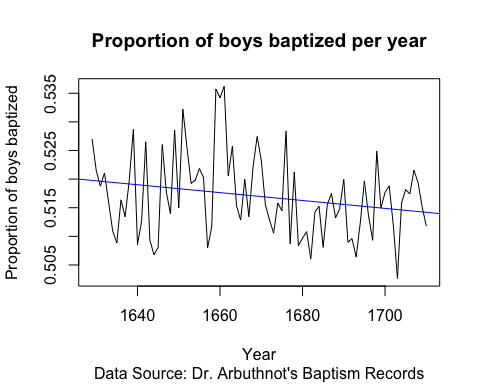 Proportion of boys baptized per year
Proportion of boys baptized
0.535
0.525
0.515
0.505
1640 1660 1680 1700
Year
Data Source: Dr. Arbuthnot's Baptism Records